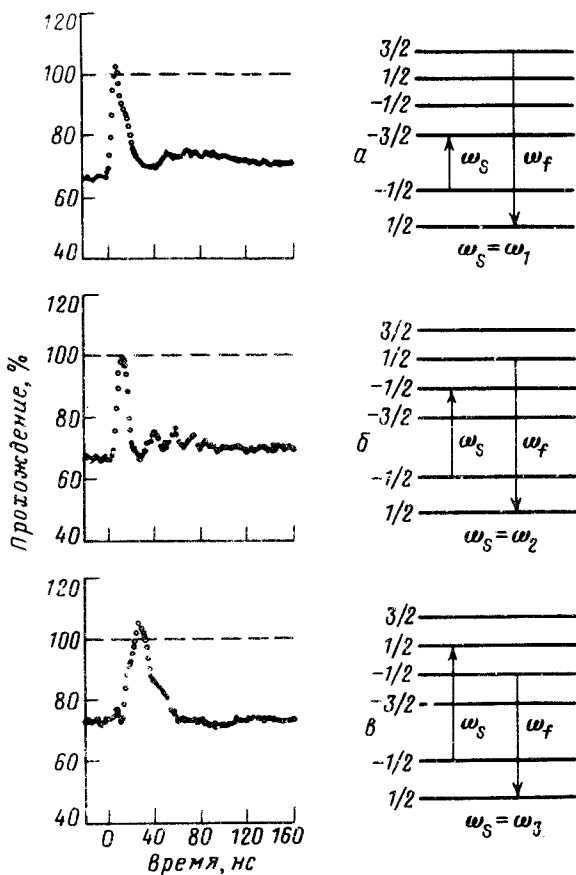 Прохождение, %
120
100
80
60
40
3/2
1/2
-1/2
-3/2
-1/2
1/2
а
ω_s
ω_f
ω_s = ω_1
120
100
80
60
40
3/2
1/2
-1/2
-3/2
-1/2
1/2
б
ω_s
ω_f
ω_s = ω_2
120
100
80
60
40
0 40 80 120 160
время, нс
3/2
1/2
-1/2
-3/2
-1/2
1/2
в
ω_s
ω_f
ω_s = ω_3